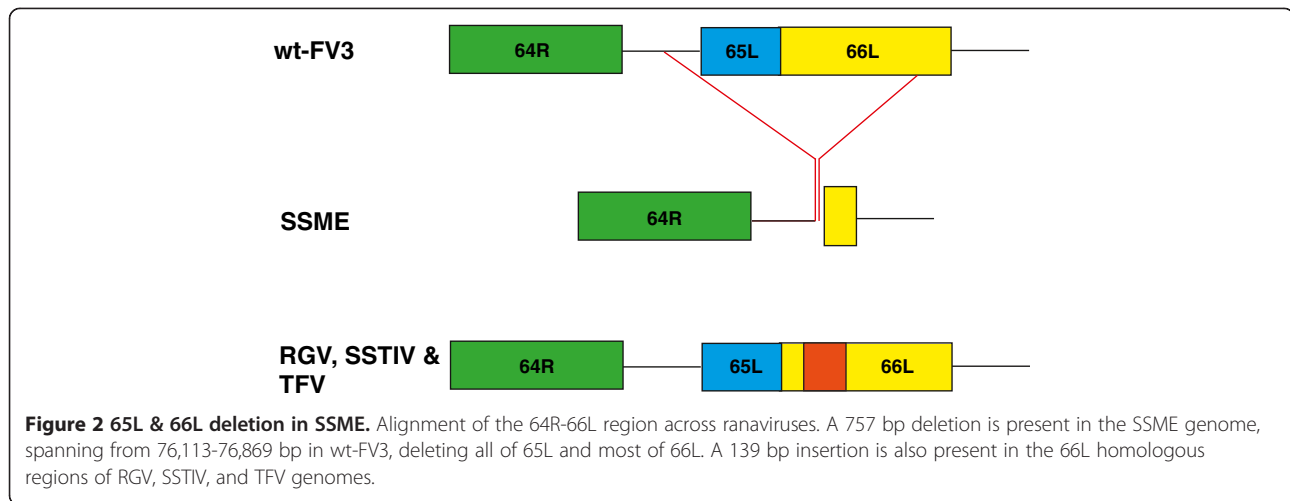 wt-FV3
64R
65L
66L
SSME
64R
RGV, SSTIV &
TFV
64R
65L
66L
Figure 2 65L & 66L deletion in SSME. Alignment of the 64R-66L region across ranaviruses. A 757 bp deletion is present in the SSME genome,
spanning from 76,113-76,869 bp in wt-FV3, deleting all of 65L and most of 66L. A 139 bp insertion is also present in the 66L homologous
regions of RGV, SSTIV, and TFV genomes.